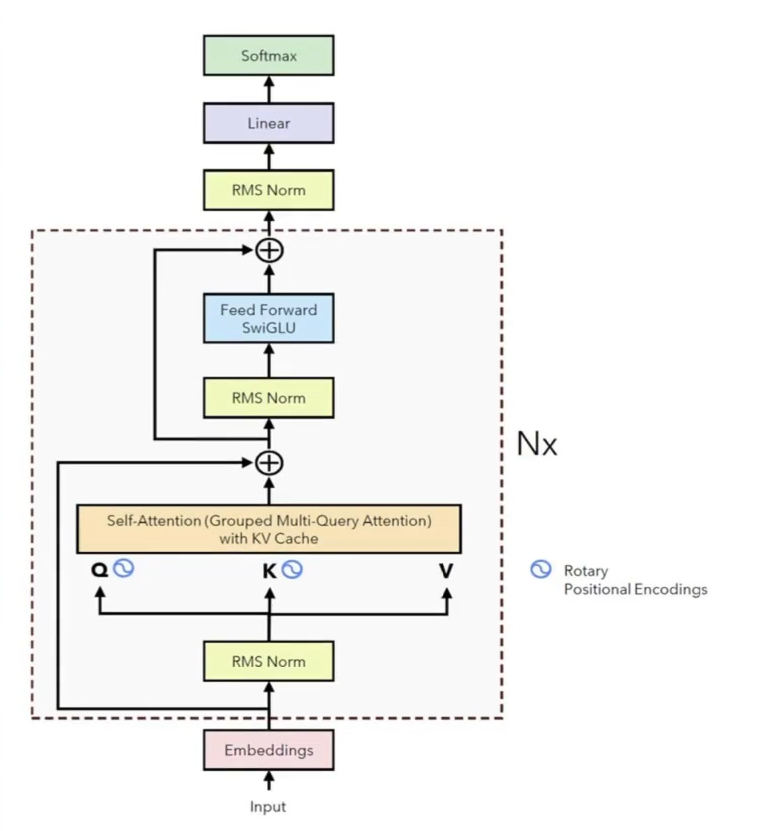 Softmax
Linear
RMS Norm
Feed Forward
SwiGLU
RMS Norm
Nx
Self-Attention (Grouped Multi-Query Attention)
with KV Cache
Q K V
Rotary
Positional Encodings
RMS Norm
Embeddings
Input